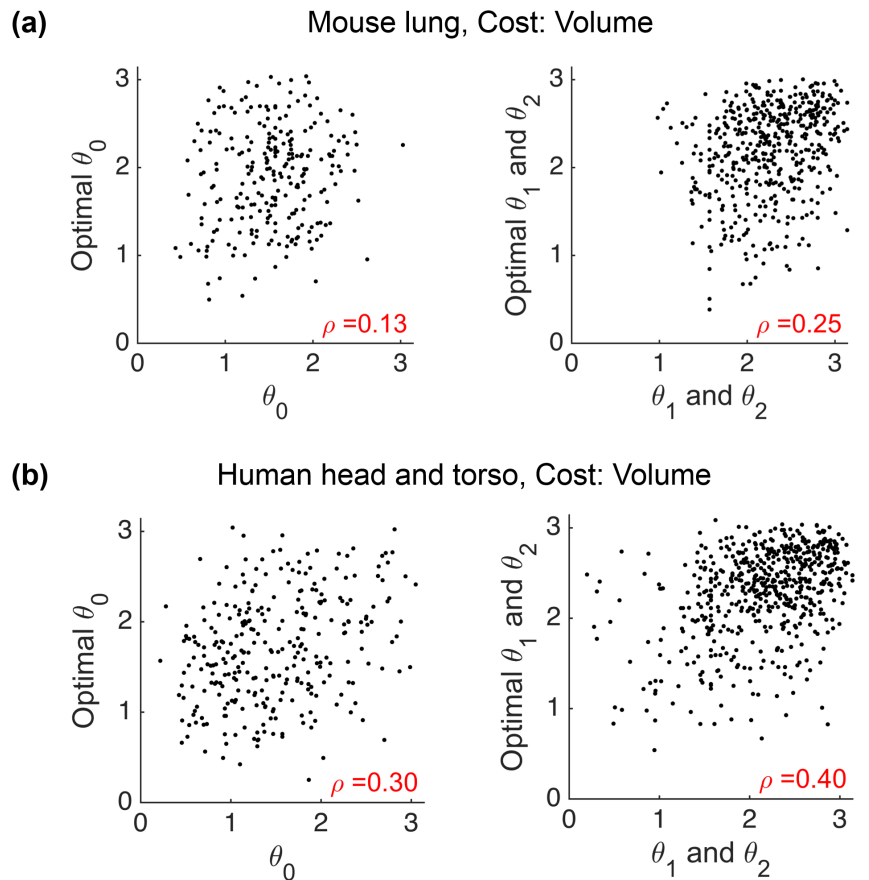 (a) Mouse lung, Cost: Volume
3
2
1
0
Optimal θ0
0 1 2 3
θ0
ρ =0.13
3
2
1
0
Optimal θ1 and θ2
0 1 2 3
θ1 and θ2
ρ =0.25
(b) Human head and torso, Cost: Volume
3
2
1
0
Optimal θ0
0 1 2 3
θ0
ρ =0.30
3
2
1
0
Optimal θ1 and θ2
0 1 2 3
θ1 and θ2
ρ =0.40